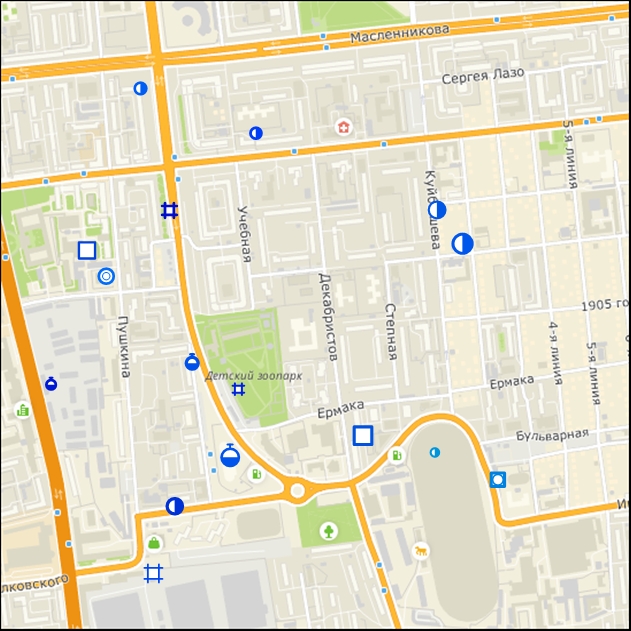 Масленникова
Сергея Лазо
5-я линия
Куйбышева
Учебная
Декабристов
Степная
1905 го
Пушкина
4-я линия
5-я линия
Детский зоопарк
Ермака
Ермака
Бульварная
лковского